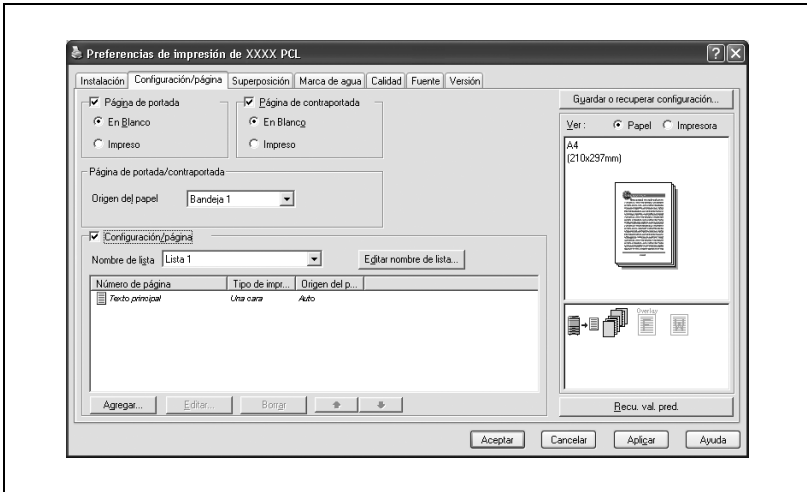 Preferencias de impresión de XXXX PCL
Instalación Configuración/página Superposición Marca de agua Calidad Fuente Versión
Página de portada
En Blanco
Impreso
Página de contraportada
En Blanco
Impreso
Página de portada/contraportada
Origen del papel Bandeja 1
Configuración/página
Nombre de lista Lista 1 Editar nombre de lista...
Número de página Tipo de impr... Origen del p...
Texto principal Una cara Auto
Agregar... Editar... Borrar
Guardar o recuperar configuración...
Ver: Papel Impresora
A4
(210x297mm)
Overlay
Recu. val. pred.
Aceptar Cancelar Aplicar Ayuda